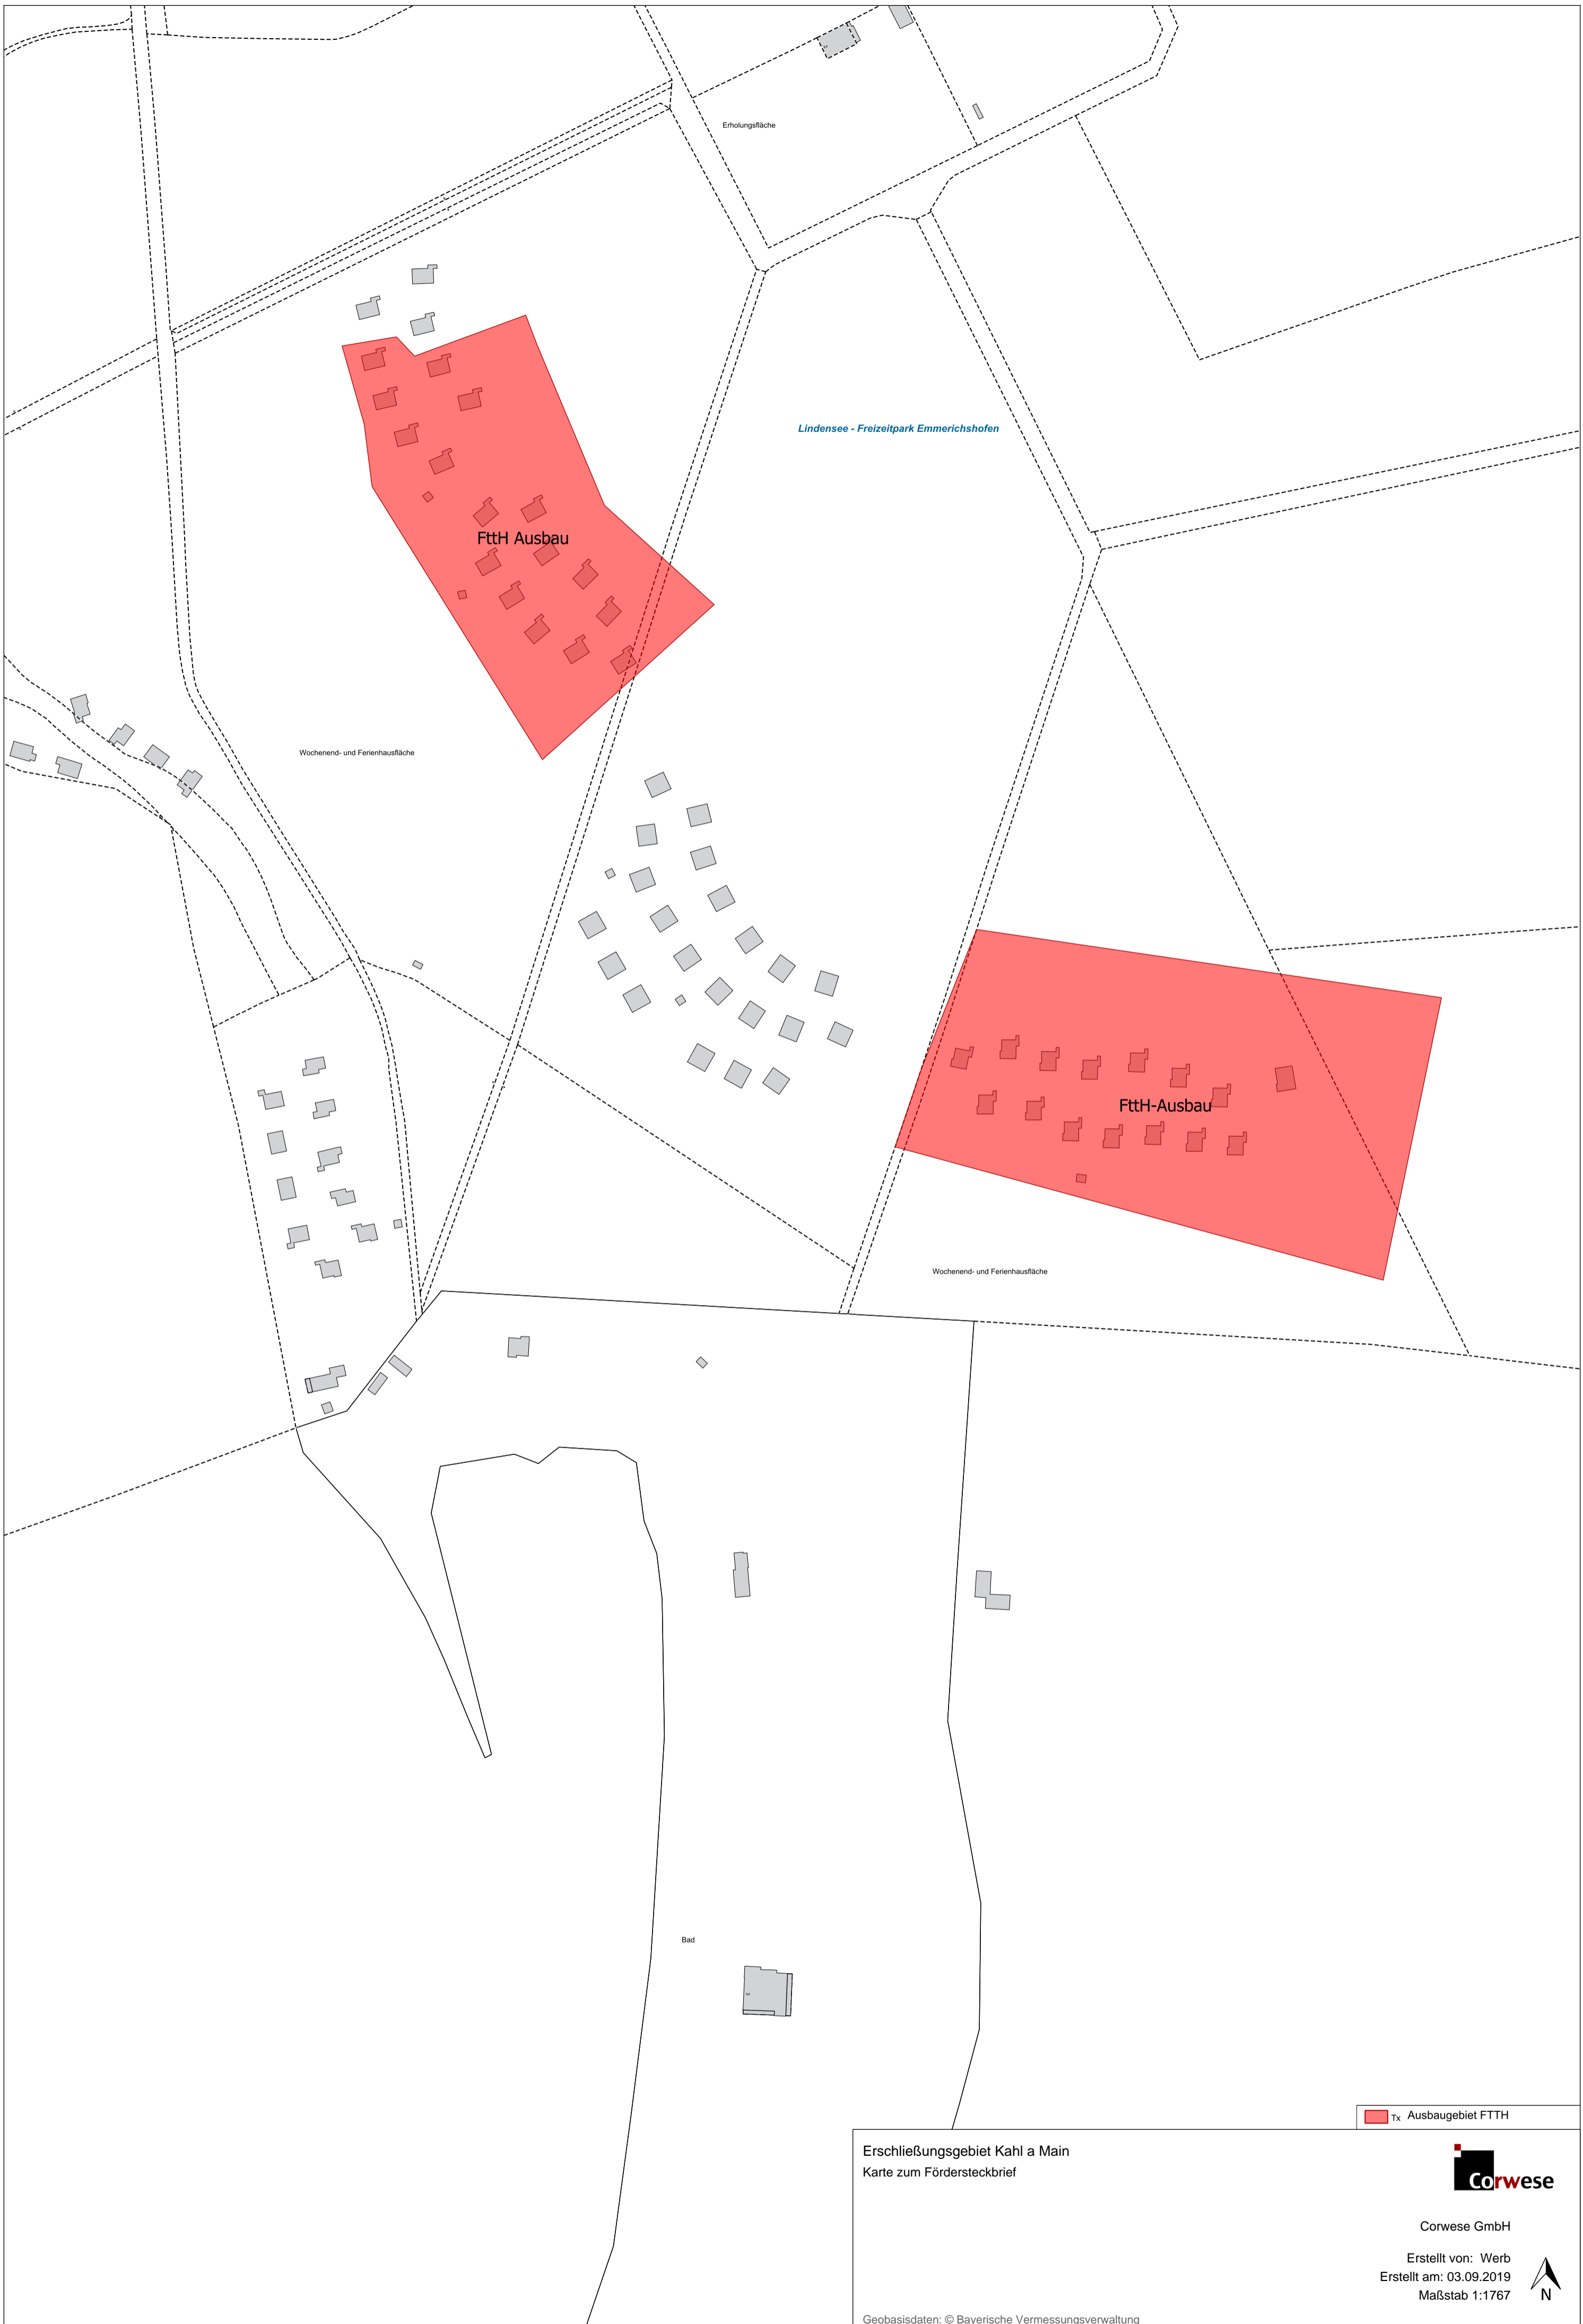 Erholungsfläche
Lindensee - Freizeitpark Emmerichshofen
FttH Ausbau
Wochenend- und Ferienhausfläche
FttH-Ausbau
Wochenend- und Ferienhausfläche
Bad
Tx Ausbaugebiet FTTH
Erschließungsgebiet Kahl a Main
Karte zum Fördersteckbrief
Corwese
Corwese GmbH
Erstellt von: Werb
Erstellt am: 03.09.2019
Maßstab 1:1767
N
Geobasisdaten: © Bayerische Vermessungsverwaltung